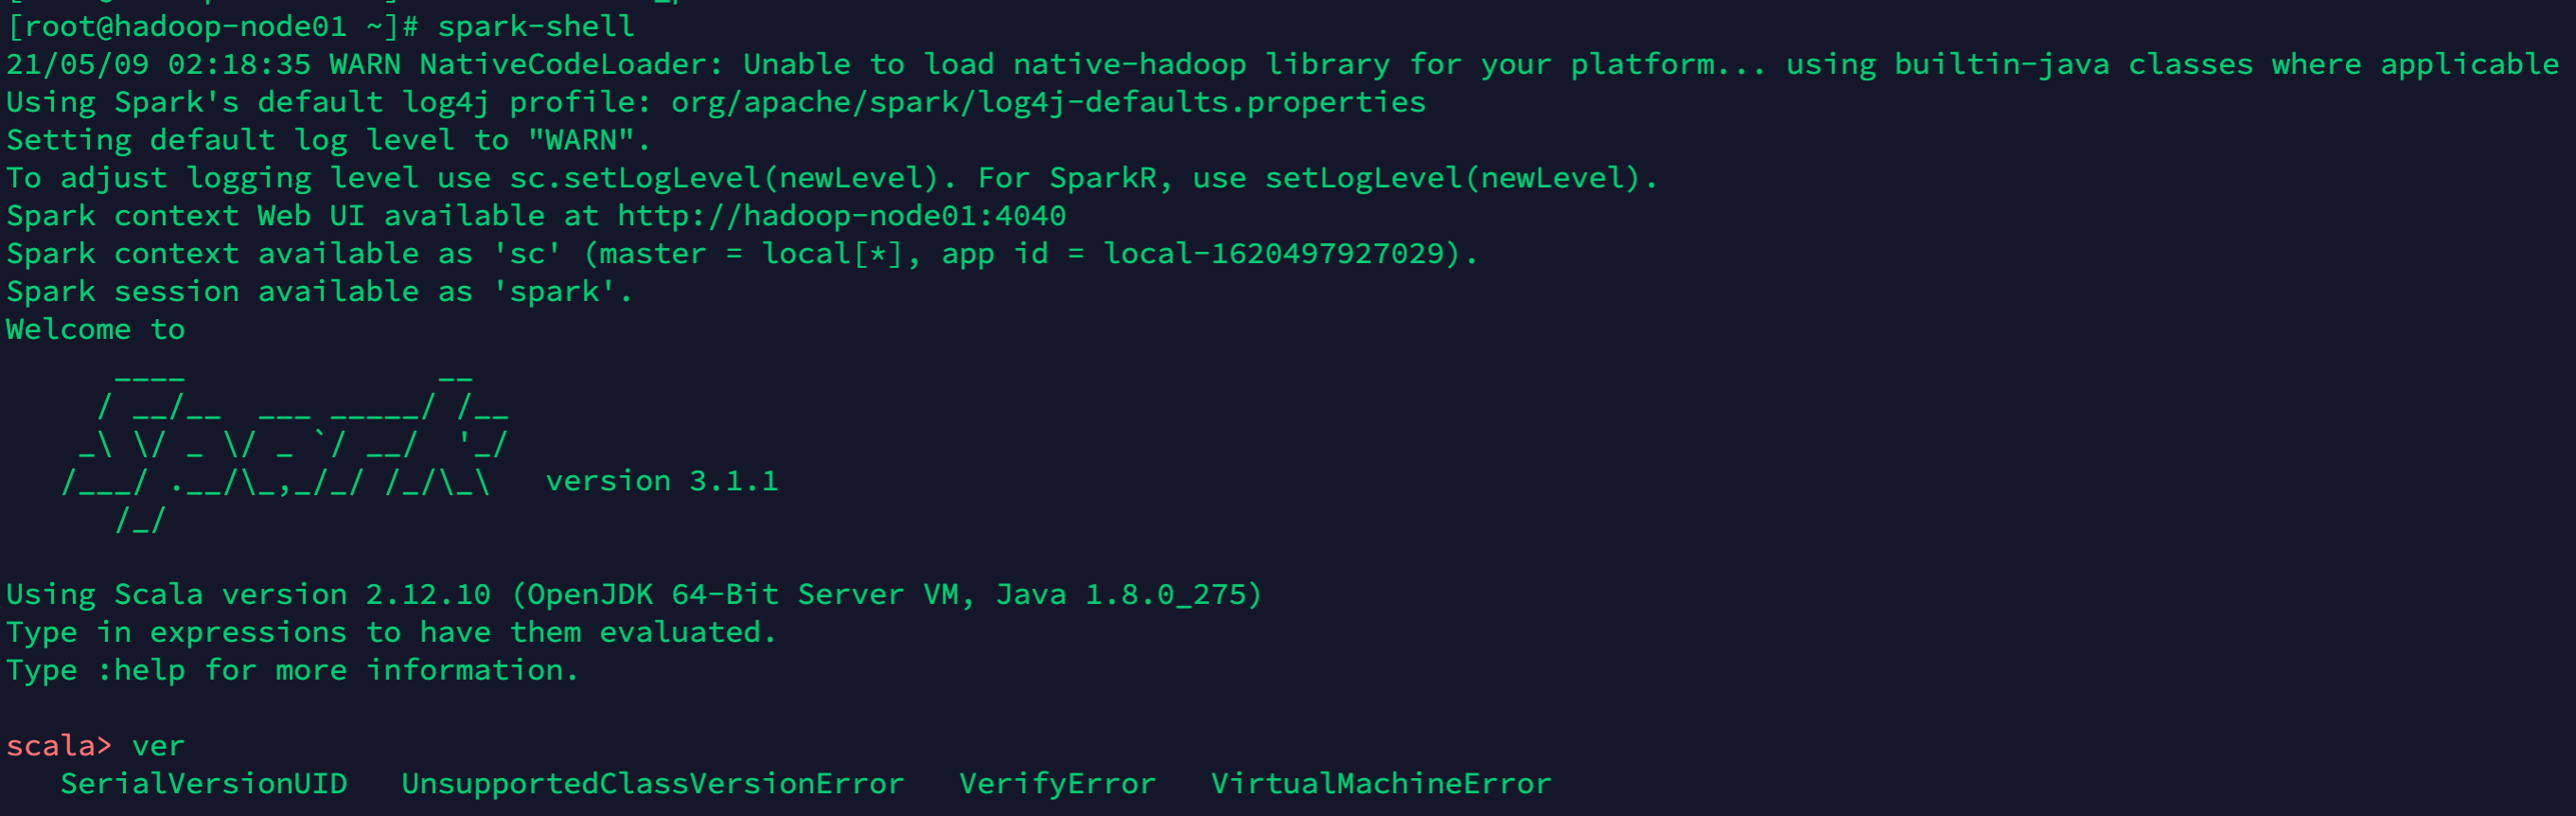 [root@hadoop-node01 ~]# spark-shell
21/05/09 02:18:35 WARN NativeCodeLoader: Unable to load native-hadoop library for your platform... using builtin-java classes where applicable
Using Spark's default log4j profile: org/apache/spark/log4j-defaults.properties
Setting default log level to "WARN".
To adjust logging level use sc.setLogLevel(newLevel). For SparkR, use setLogLevel(newLevel).
Spark context Web UI available at http://hadoop-node01:4040
Spark context available as 'sc' (master = local[*], app id = local-1620497927029).
Spark session available as 'spark'.
Welcome to
      ____              __
     / __/__  ___ _____/ /__
    _\ \/ _ \/ _ `/ __/  '_/
   /___/ .__/\_,_/_/ /_/\_\   version 3.1.1
      /_/
Using Scala version 2.12.10 (OpenJDK 64-Bit Server VM, Java 1.8.0_275)
Type in expressions to have them evaluated.
Type :help for more information.
scala> ver
   SerialVersionUID   UnsupportedClassVersionError   VerifyError   VirtualMachineError